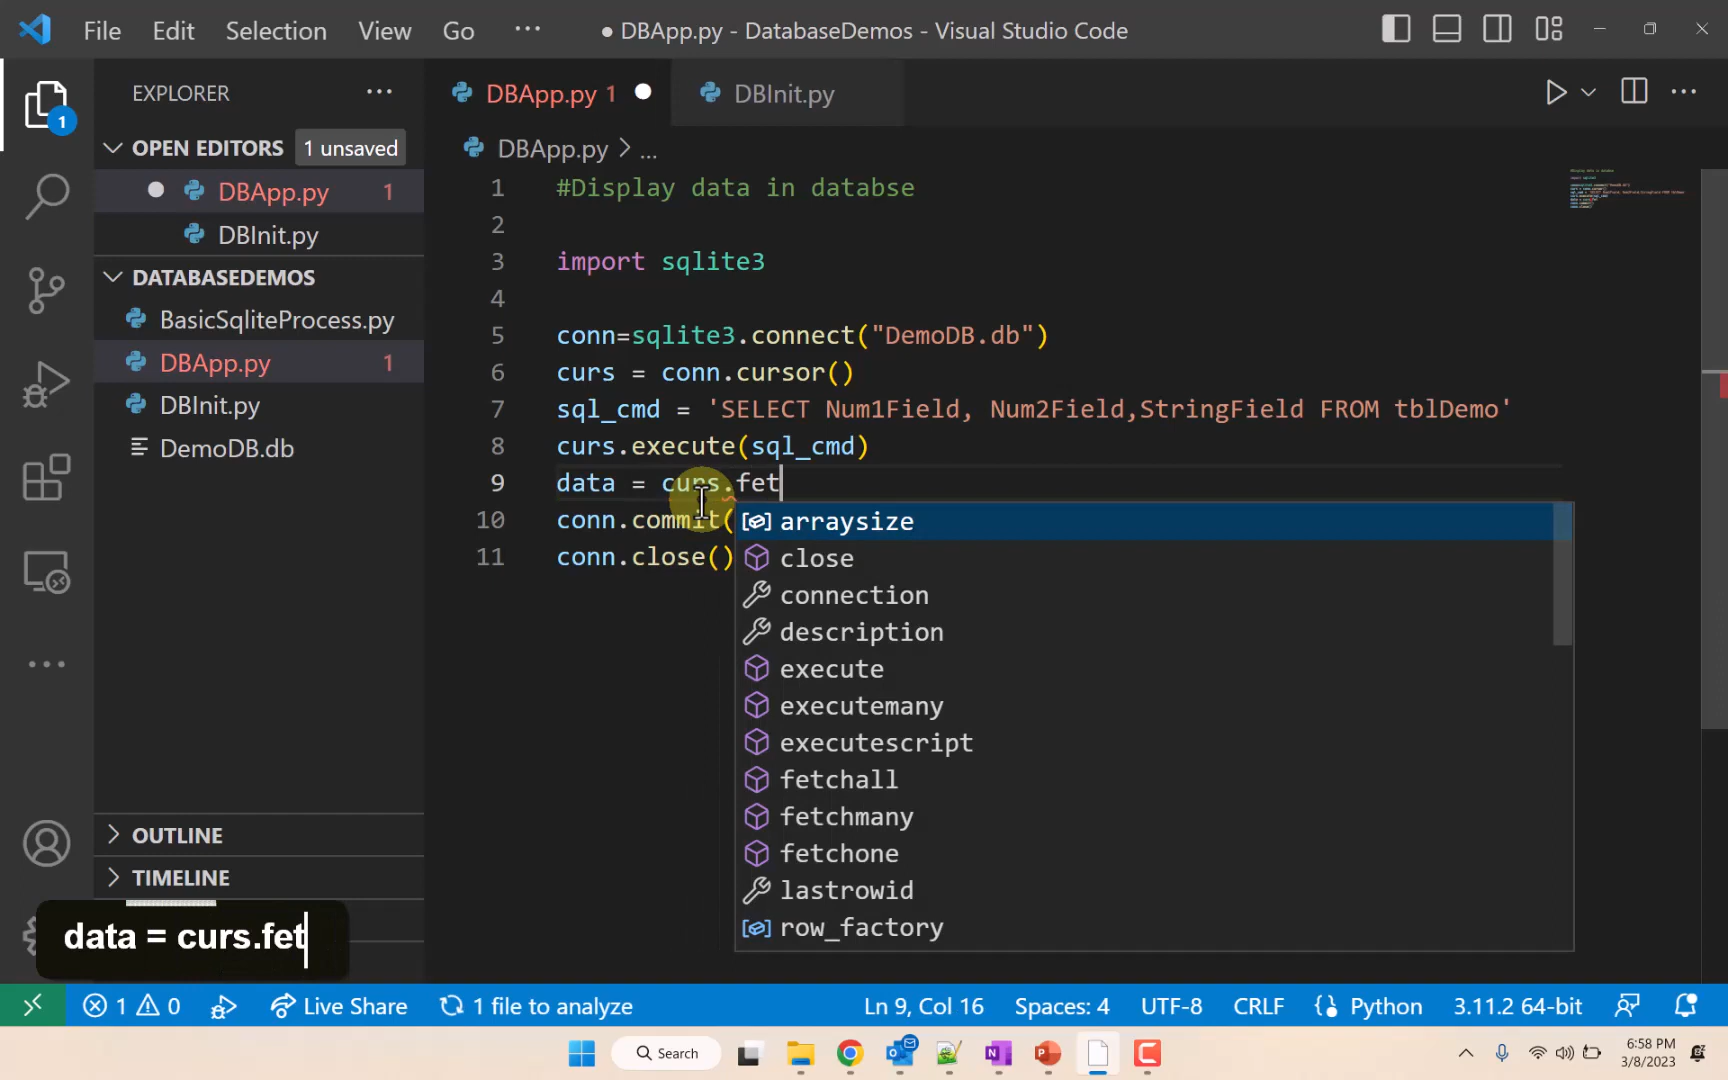 File Edit Selection View Go ··· ● DBApp.py - DatabaseDemos - Visual Studio Code
EXPLORER ···
DBApp.py 1 ● DBInit.py
OPEN EDITORS 1 unsaved
DBApp.py > ...
● DBApp.py 1
DBInit.py
DATABASEDEMOS
BasicSqliteProcess.py
DBApp.py 1
DBInit.py
DemoDB.db
OUTLINE
TIMELINE
1
1 #Display data in databse
2
3 import sqlite3
4
5 conn=sqlite3.connect("DemoDB.db")
6 curs = conn.cursor()
7 sql_cmd = 'SELECT Num1Field, Num2Field,StringField FROM tblDemo'
8 curs.execute(sql_cmd)
9 data = curs.fet
10 conn.commit(
11 conn.close()
arraysize
close
connection
description
execute
executemany
executescript
fetchall
fetchmany
fetchone
lastrowid
row_factory
data = curs.fet
1 0 Live Share 1 file to analyze Ln 9, Col 16 Spaces: 4 UTF-8 CRLF Python 3.11.2 64-bit
Search
6:58 PM
3/8/2023